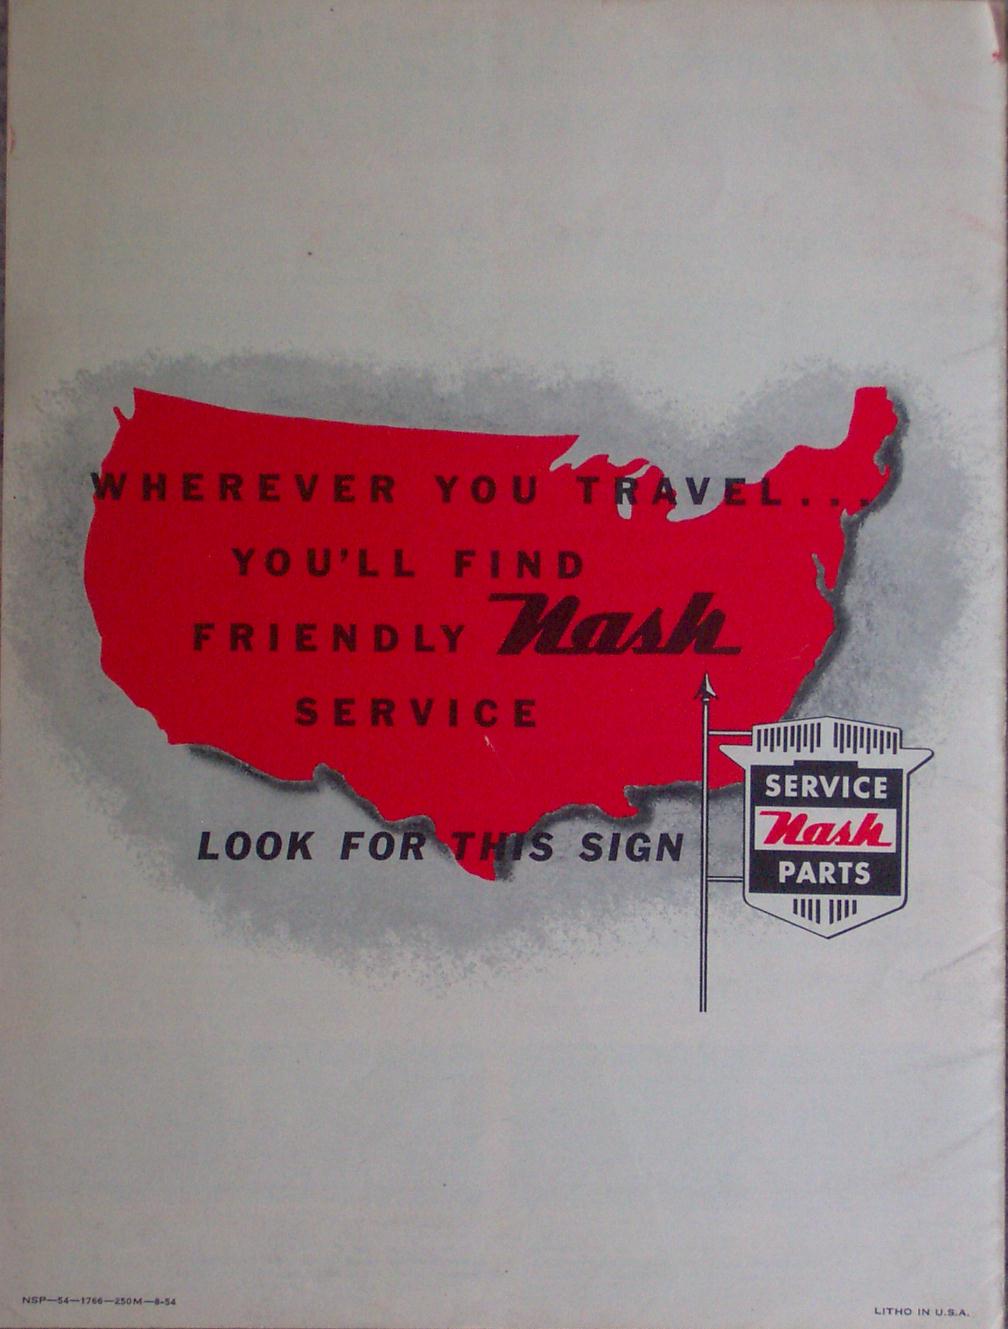 WHEREVER YOU TRAVEL...
YOU'LL FIND
FRIENDLY Nash
SERVICE
LOOK FOR THIS SIGN
SERVICE
Nash
PARTS
NSP—54—1766—250M—8-54
LITHO IN U.S.A.